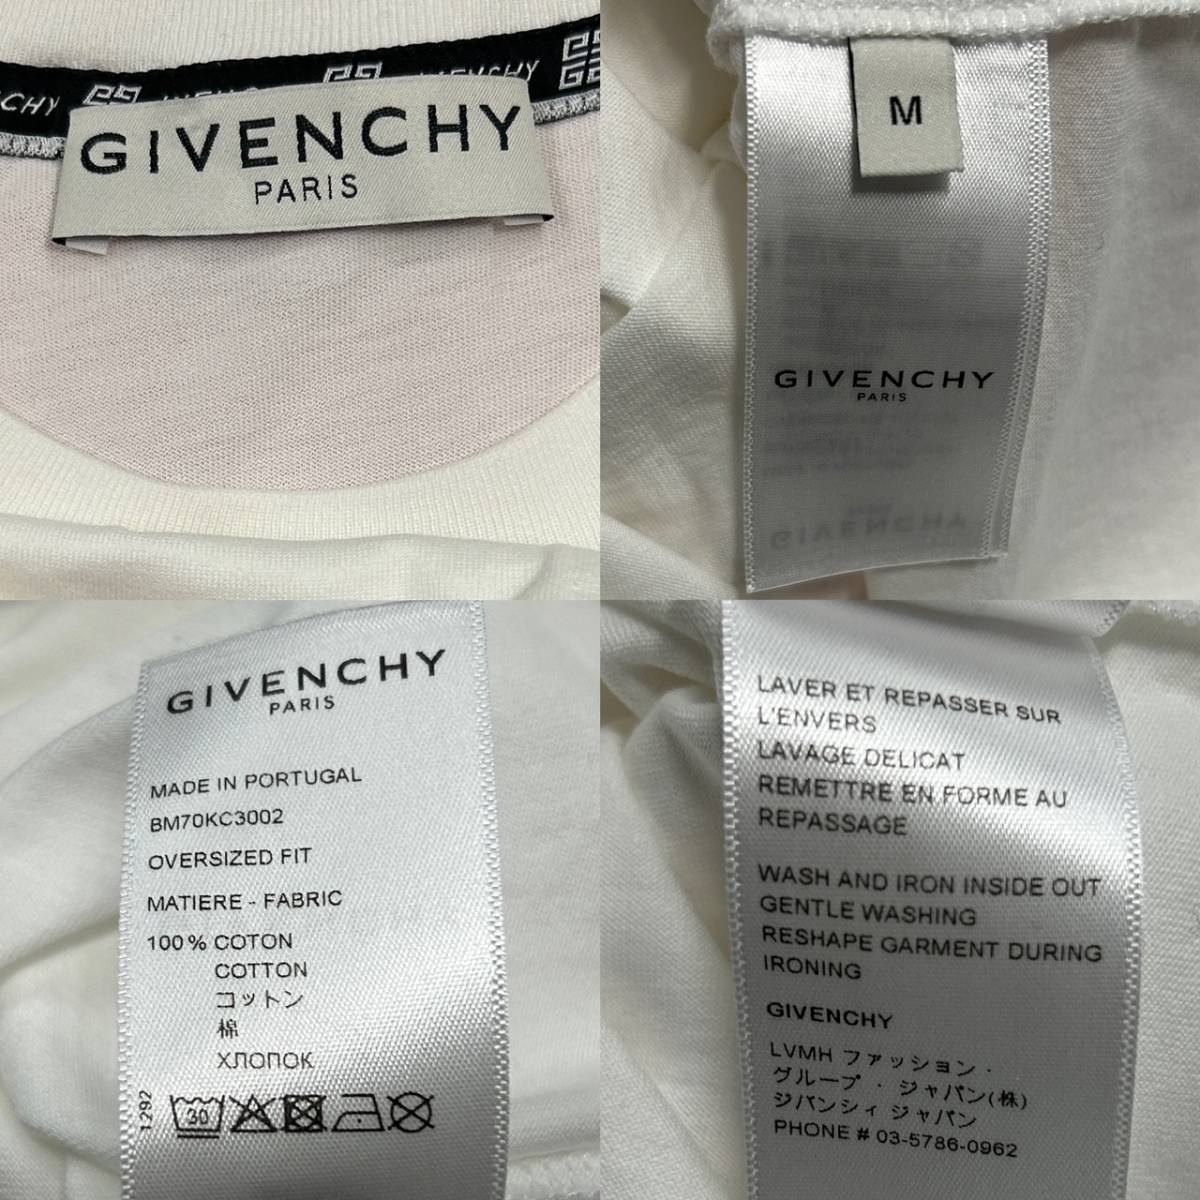 GIVENCHY
PARIS
M
GIVENCHY
PARIS
GIVENCHY
PARIS
MADE IN PORTUGAL
BM70KC3002
OVERSIZED FIT
MATIERE - FABRIC
100% COTON
COTTON
コットン
棉
ХЛОПОК
1292
30
LAVER ET REPASSER SUR
L'ENVERS
LAVAGE DELICAT
REMETTRE EN FORME AU
REPASSAGE
WASH AND IRON INSIDE OUT
GENTLE WASHING
RESHAPE GARMENT DURING
IRONING
GIVENCHY
LVMH ファッション・
グループ・ジャパン(株)
ジバンシィ ジャパン
PHONE # 03-5786-0962